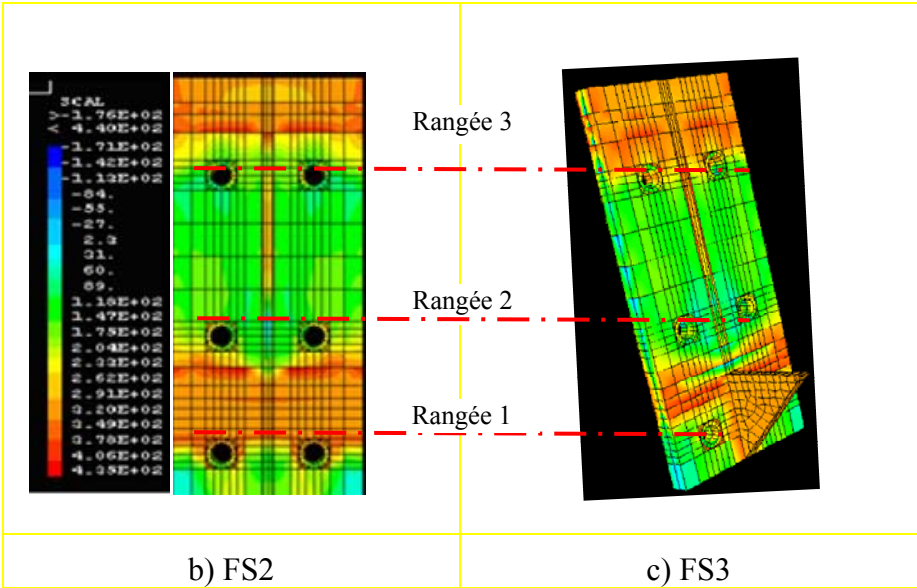 SCAL
>-1.76E+02
< 4.40E+02
-1.71E+02
-1.42E+02
-1.13E+02
-84.
-55.
-27.
2.3
31.
60.
89.
1.18E+02
1.47E+02
1.75E+02
2.04E+02
2.33E+02
2.62E+02
2.91E+02
3.20E+02
3.49E+02
3.78E+02
4.06E+02
4.35E+02
Rangée 3
Rangée 2
Rangée 1
b) FS2
c) FS3